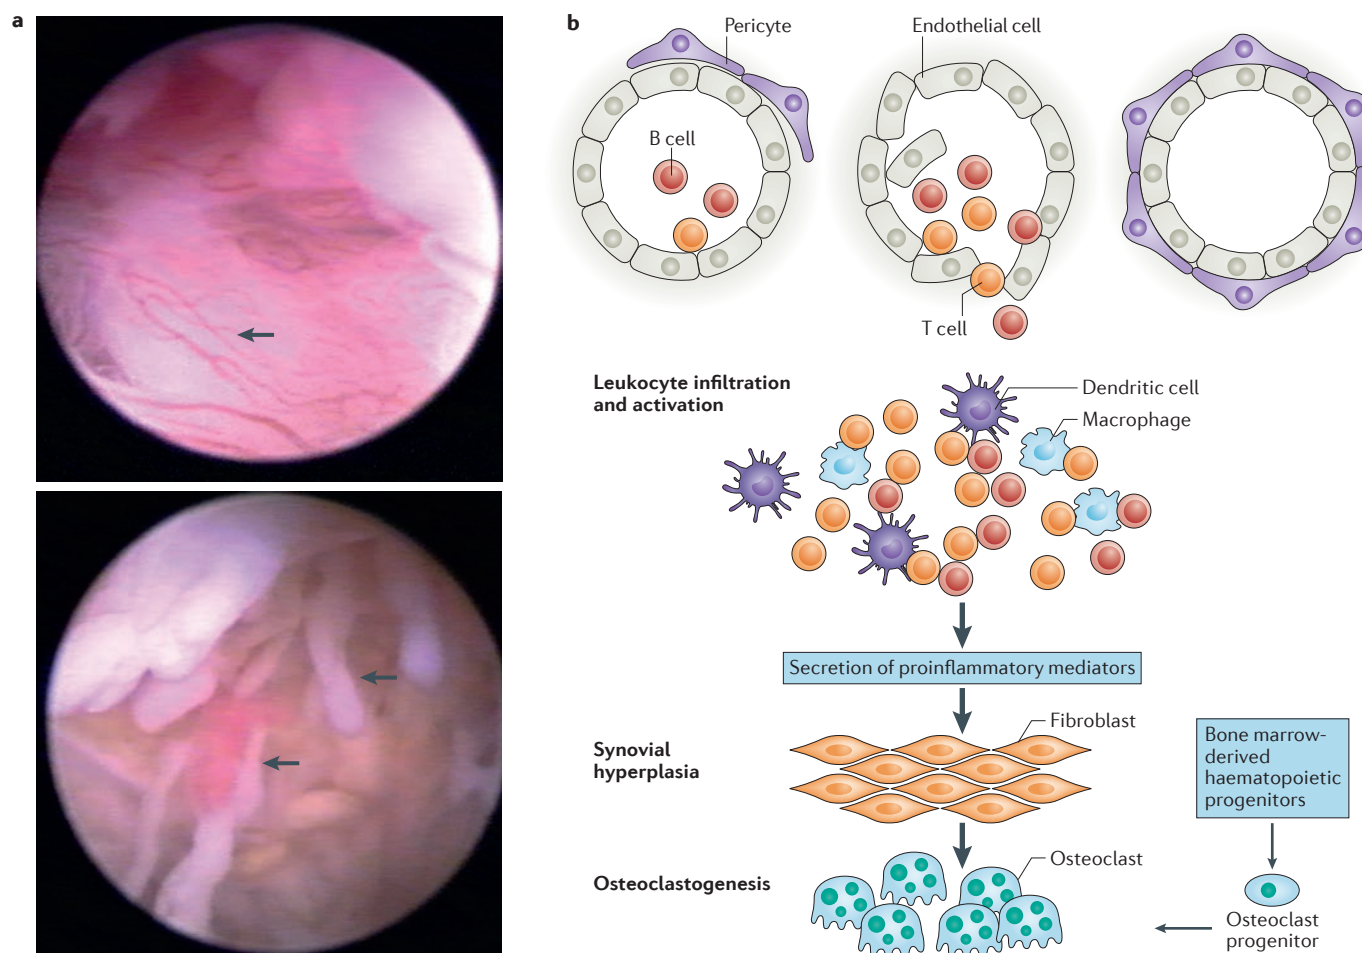 a
b
Pericyte
Endothelial cell
B cell
T cell
Leukocyte infiltration
and activation
Dendritic cell
Macrophage
Secretion of proinflammatory mediators
Fibroblast
Synovial
hyperplasia
Bone marrow-
derived
haematopoietic
progenitors
Osteoclast
Osteoclastogenesis
Osteoclast
progenitor